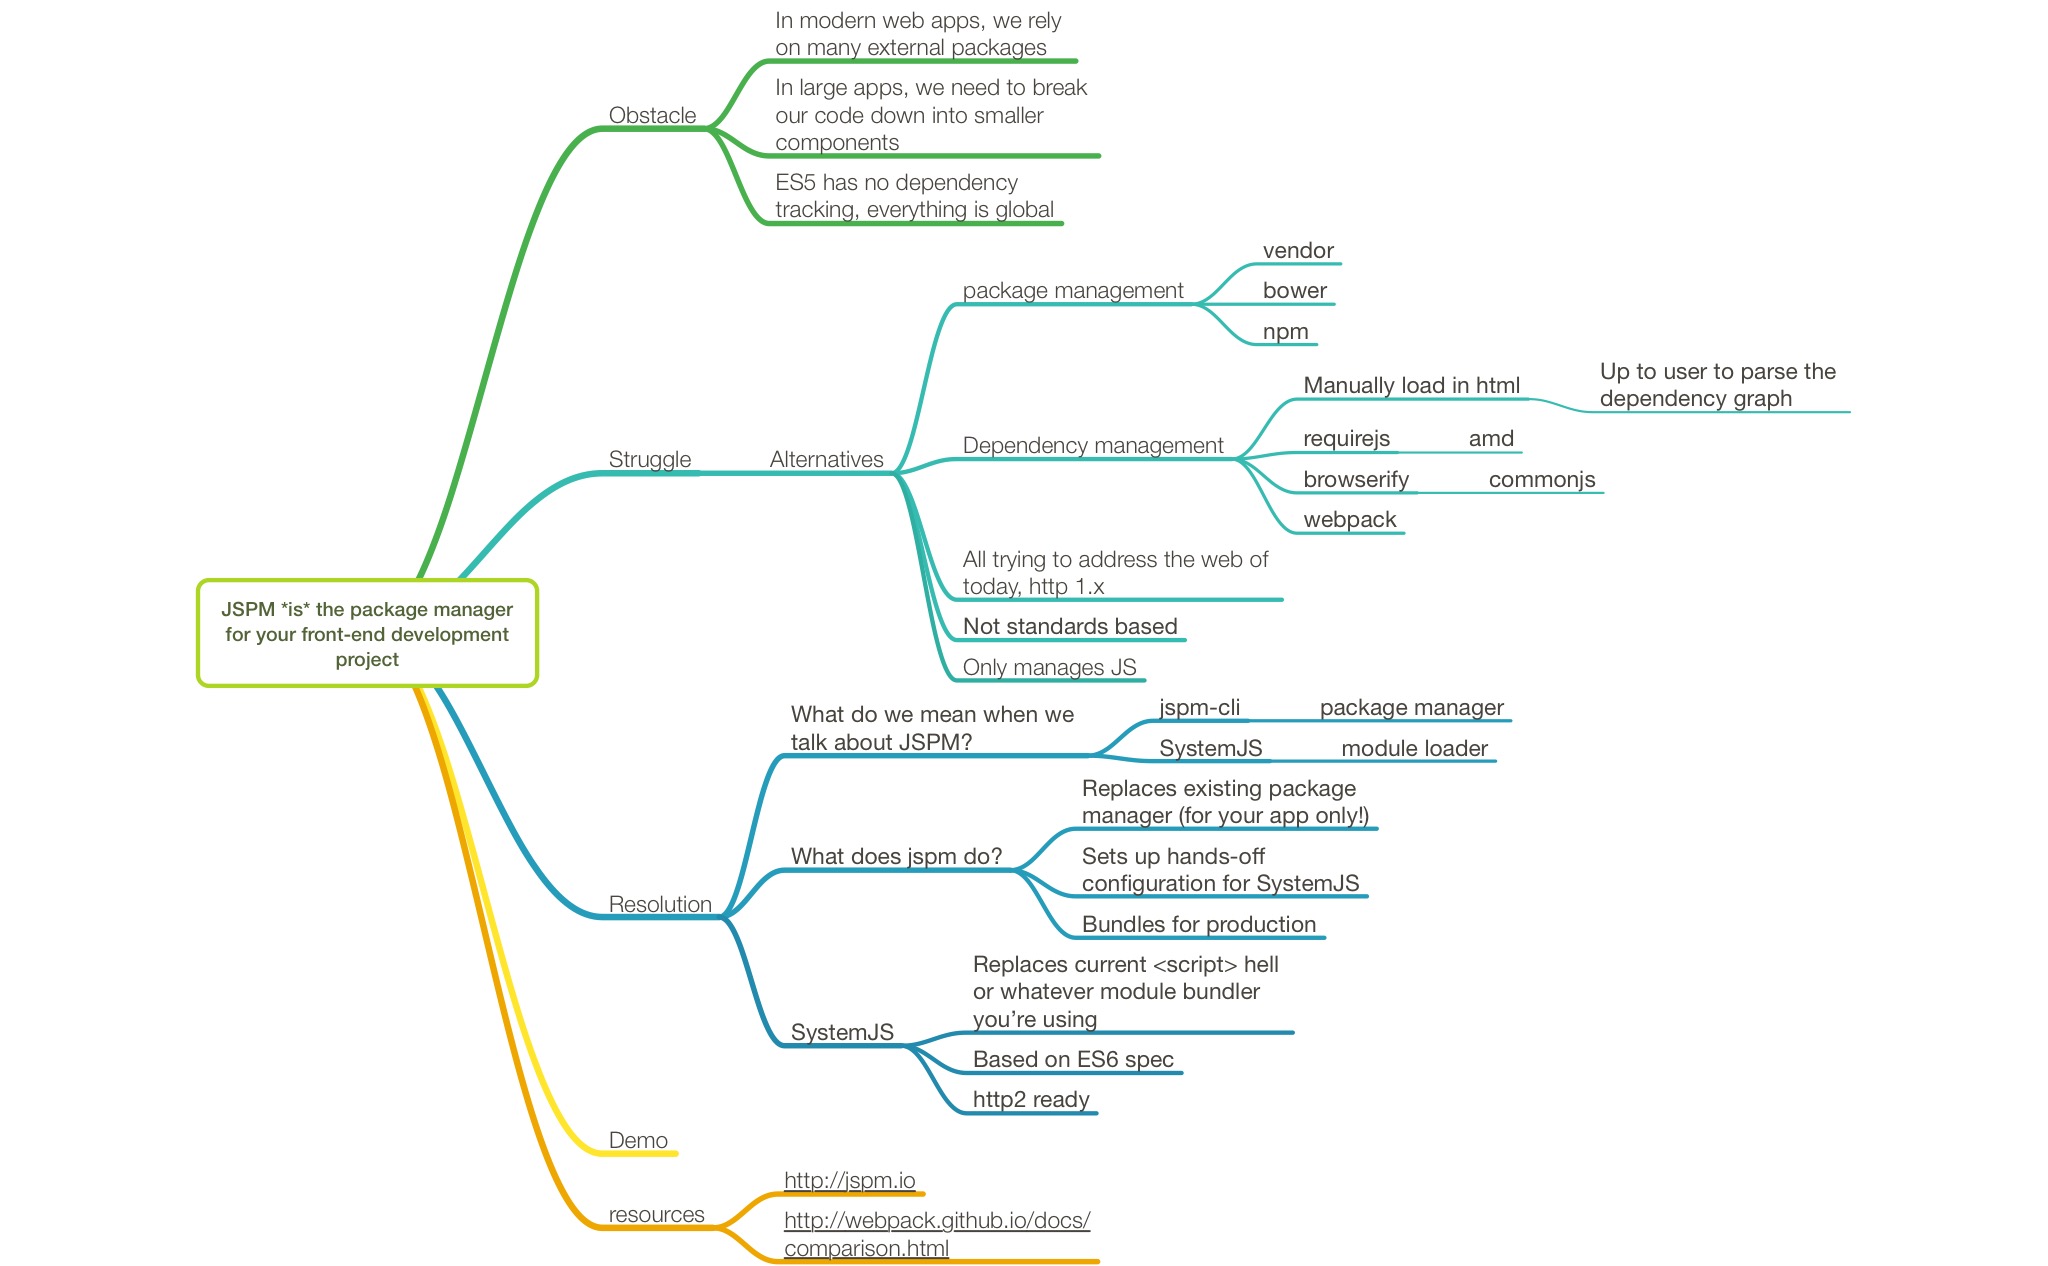 In modern web apps, we rely
on many external packages
In large apps, we need to break
our code down into smaller
components
Obstacle
ES5 has no dependency
tracking, everything is global
vendor
package management
bower
npm
Manually load in html
Up to user to parse the
dependency graph
Dependency management
requirejs
amd
browserify
commonjs
webpack
Struggle
Alternatives
All trying to address the web of
today, http 1.x
Not standards based
Only manages JS
JSPM *is* the package manager
for your front-end development
project
What do we mean when we
talk about JSPM?
jspm-cli
package manager
SystemJS
module loader
Replaces existing package
manager (for your app only!)
What does jspm do?
Sets up hands-off
configuration for SystemJS
Bundles for production
Resolution
Replaces current <script> hell
or whatever module bundler
you're using
SystemJS
Based on ES6 spec
http2 ready
Demo
http://jspm.io
resources
http://webpack.github.io/docs/
comparison.html